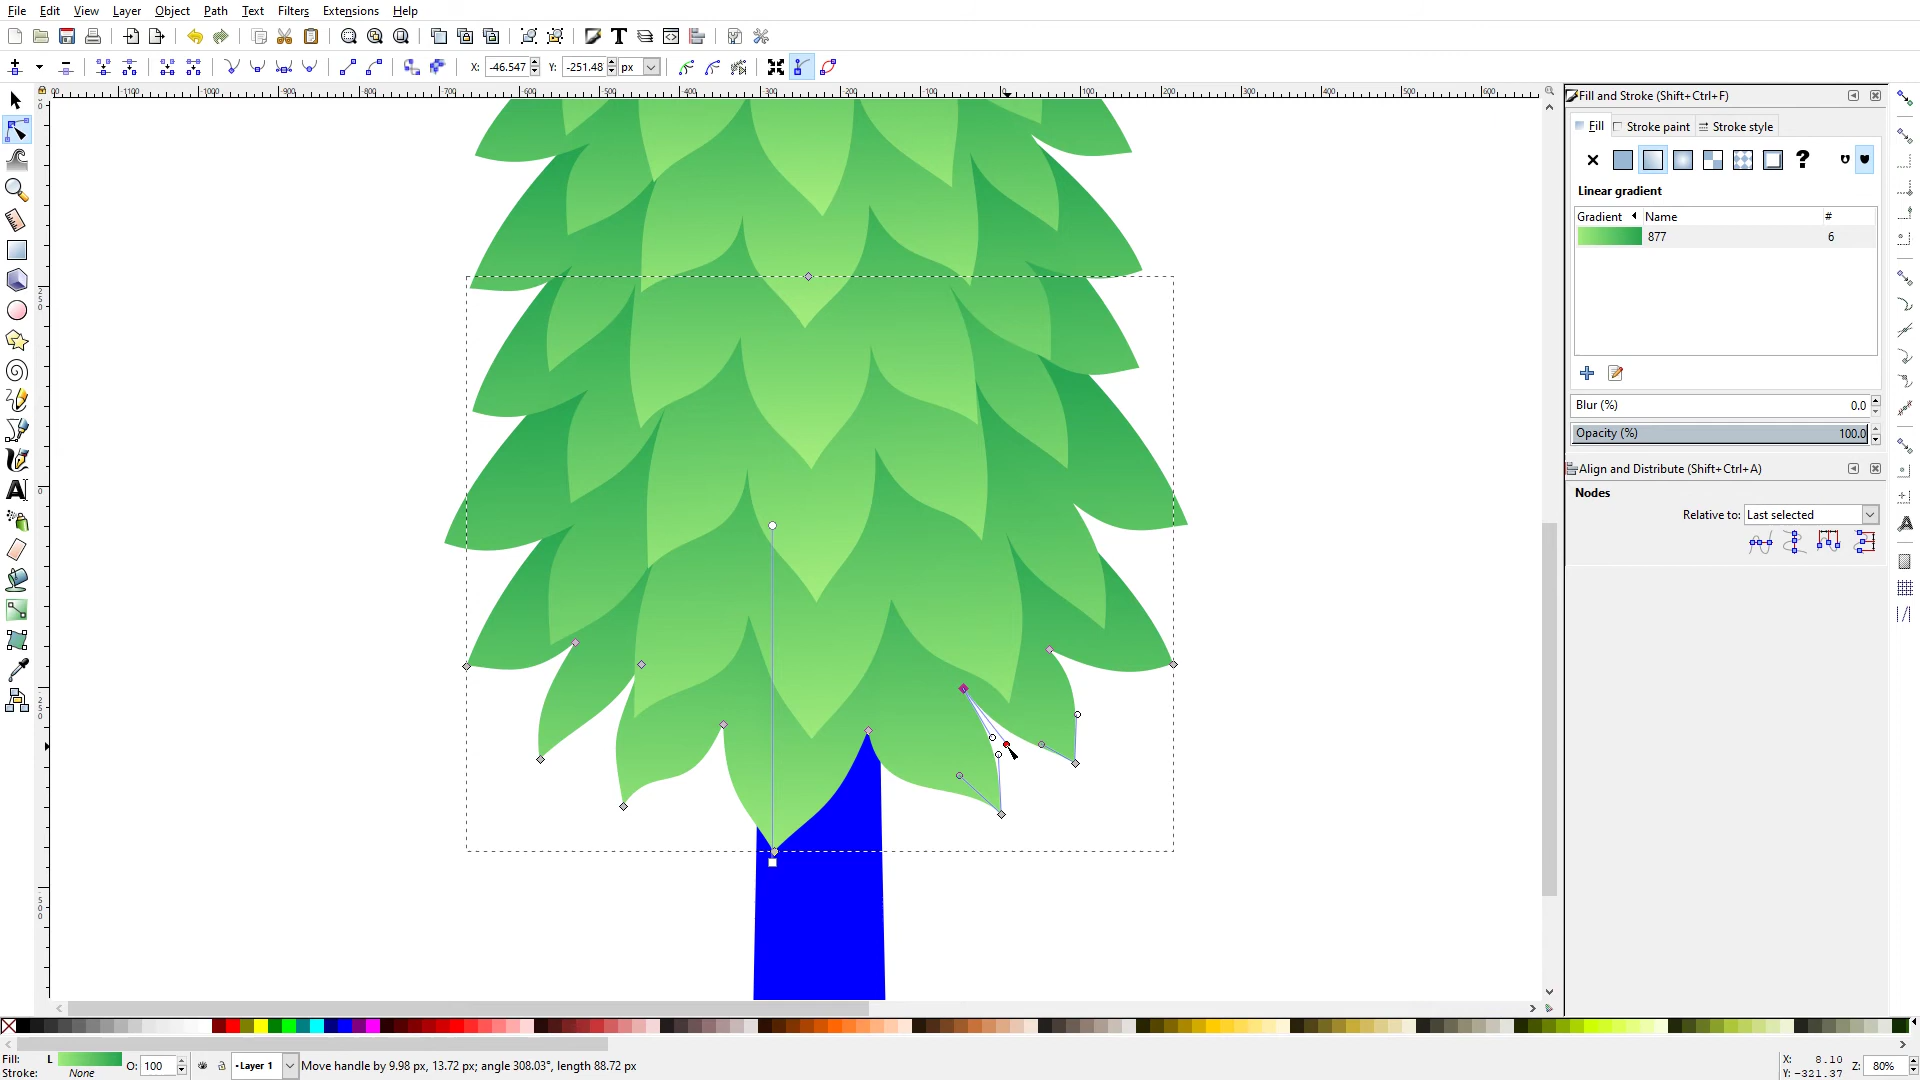 File Edit View Layer Object Path Text Filters Extensions Help
X: -46.547 Y: -251.48 px
Fill and Stroke (Shift+Ctrl+F)
Fill Stroke paint Stroke style
Linear gradient
Gradient Name #
877 6
Blur (%) 0.0
Opacity (%) 100.0
Align and Distribute (Shift+Ctrl+A)
Nodes
Relative to: Last selected
Fill: L O: 100 Layer 1 Move handle by 9.98 px, 13.72 px; angle 308.03°, length 88.72 px X: 8.10 Z: 80%
Stroke: None Y: -321.37